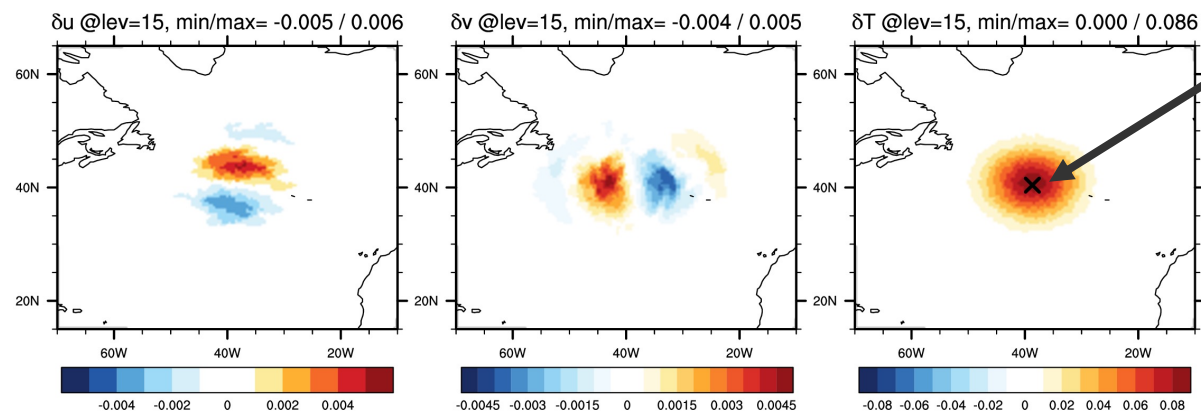 δu @lev=15, min/max= -0.005 / 0.006
60N
40N
20N
60W 40W 20W
-0.004 -0.002 0 0.002 0.004
δv @lev=15, min/max= -0.004 / 0.005
60N
40N
20N
60W 40W 20W
-0.0045 -0.003 -0.0015 0 0.0015 0.003 0.0045
δT @lev=15, min/max= 0.000 / 0.086
60N
40N
20N
60W 40W 20W
-0.08 -0.06 -0.04 -0.02 0 0.02 0.04 0.06 0.08